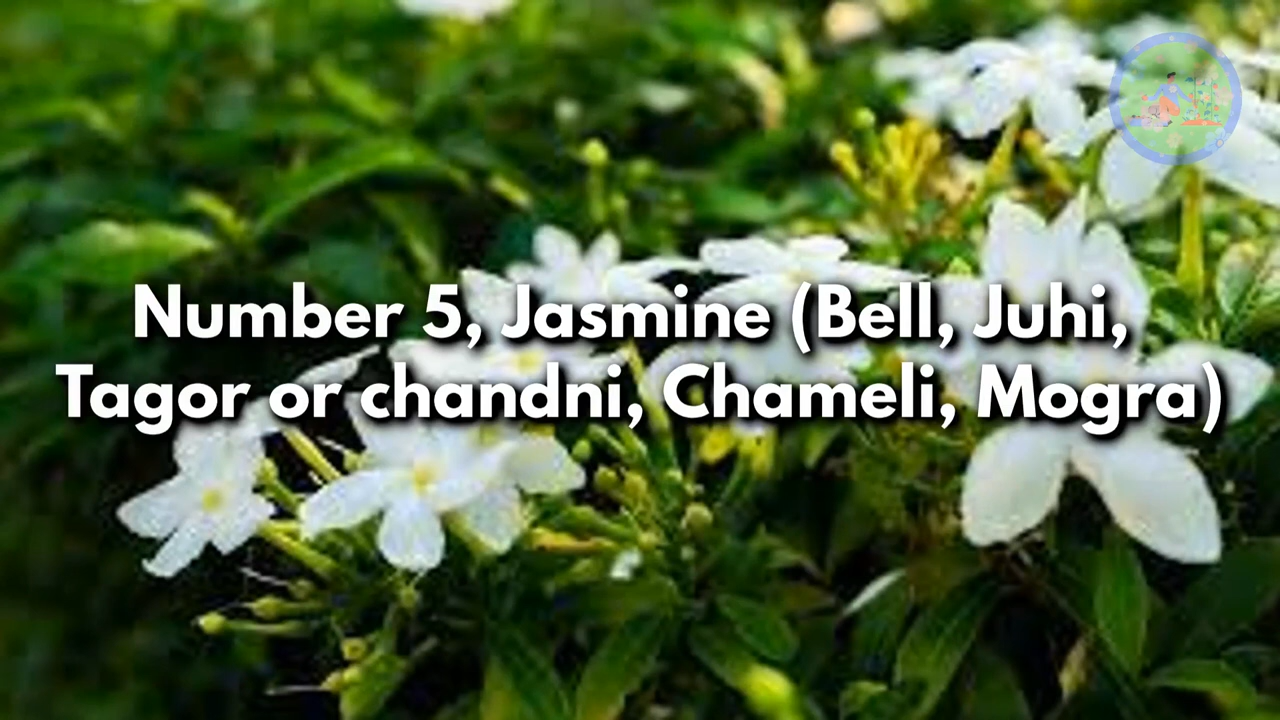 Number 5, Jasmine (Bell, Juhi,
Tagor or chandni, Chameli, Mogra)